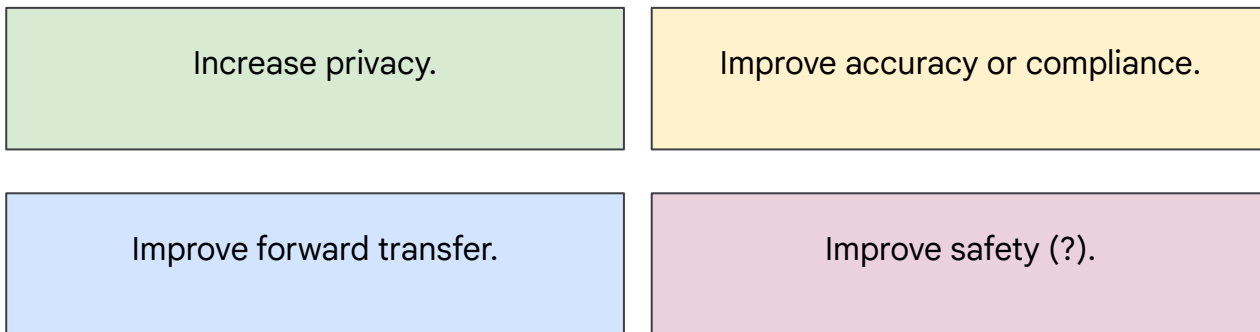 Increase privacy.
Improve accuracy or compliance.
Improve forward transfer.
Improve safety (?).